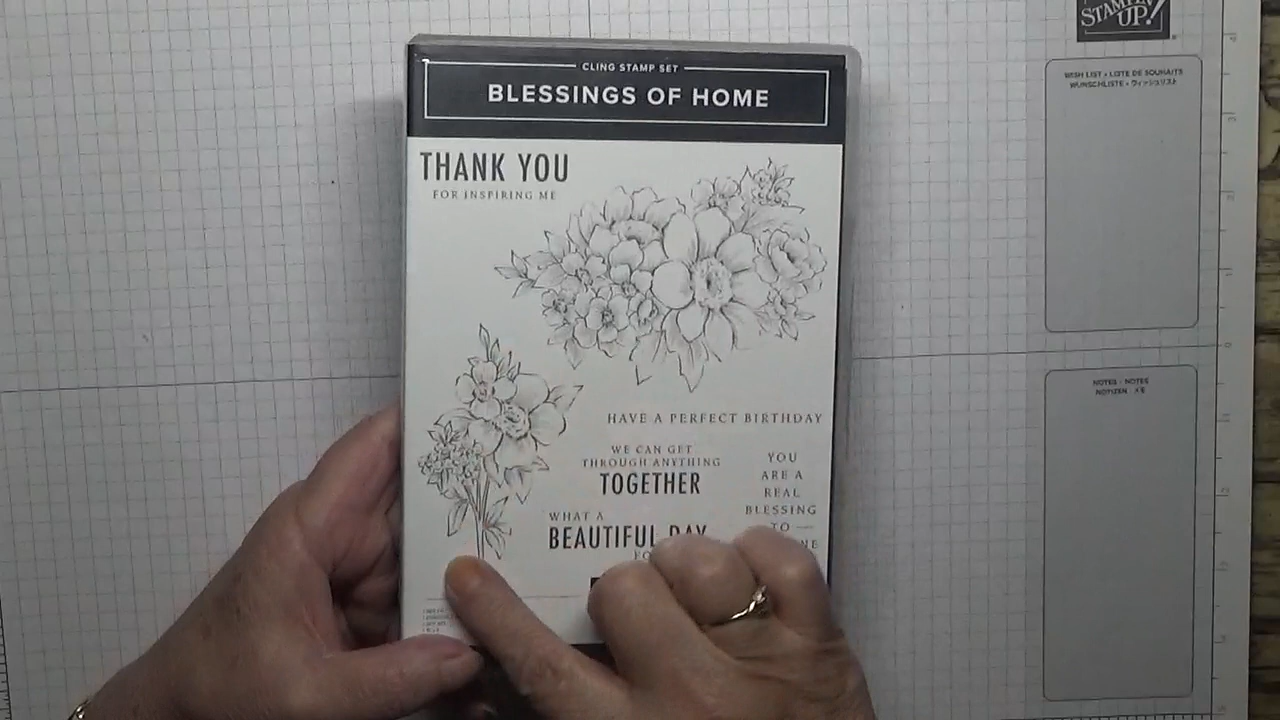 STAMPIN'
UP!
CLING STAMP SET
BLESSINGS OF HOME
THANK YOU
FOR INSPIRING ME
HAVE A PERFECT BIRTHDAY
WE CAN GET
THROUGH ANYTHING
TOGETHER
WHAT A
BEAUTIFUL DAY
FO
YOU
ARE A
REAL
BLESSING
TO —
NE
WISH LIST • LISTE DE SOUHAITS
WUNSCHLISTE • ウィッシュリスト
NOTES • NOTES
NOTIZEN • メモ